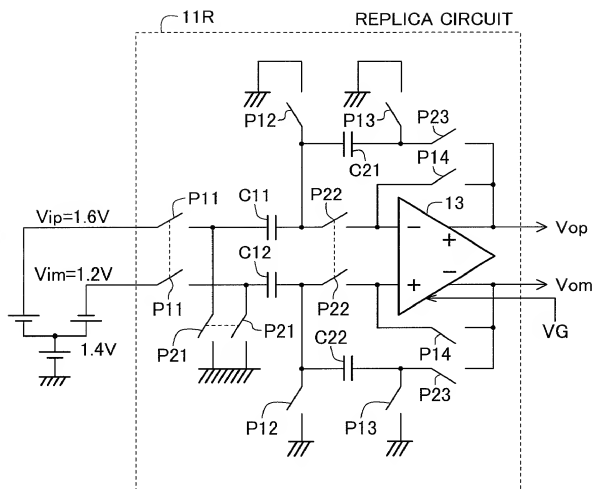 11R
REPLICA CIRCUIT
P12
P13
P23
C21
P14
P11
C11
P22
13
Vip=1.6V
Vop
Vim=1.2V
C12
Vom
P11
P22
VG
P21
P21
C22
P14
1.4V
P23
P12
P13